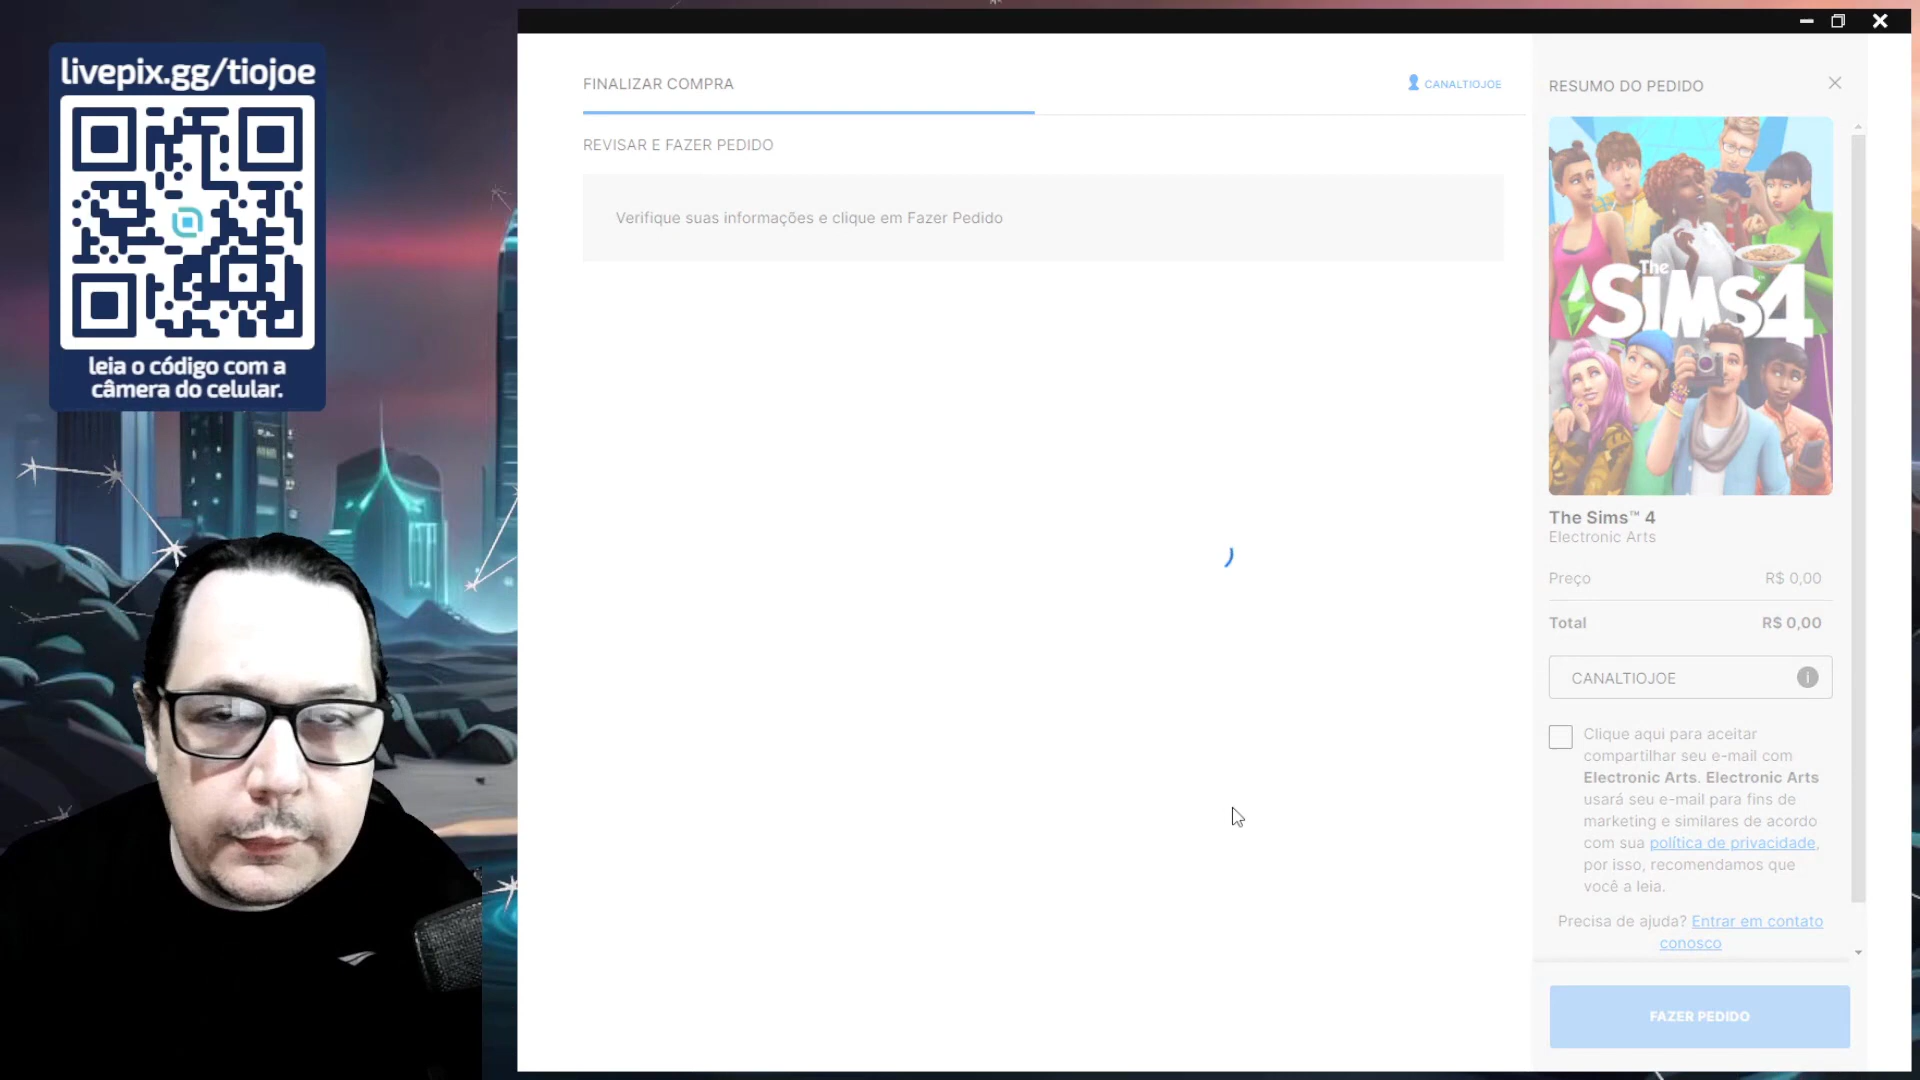 livepix.gg/tiojoe
leia o código com a
câmera do celular.
FINALIZAR COMPRA
CANALTIOJOE
REVISAR E FAZER PEDIDO
Verifique suas informações e clique em Fazer Pedido
RESUMO DO PEDIDO
The
SIMS4
The Sims™ 4
Electronic Arts
Preço R$ 0,00
Total R$ 0,00
CANALTIOJOE
Clique aqui para aceitar
compartilhar seu e-mail com
Electronic Arts. Electronic Arts
usará seu e-mail para fins de
marketing e similares de acordo
com sua política de privacidade,
por isso, recomendamos que
você a leia.
Precisa de ajuda? Entrar em contato
conosco
FAZER PEDIDO